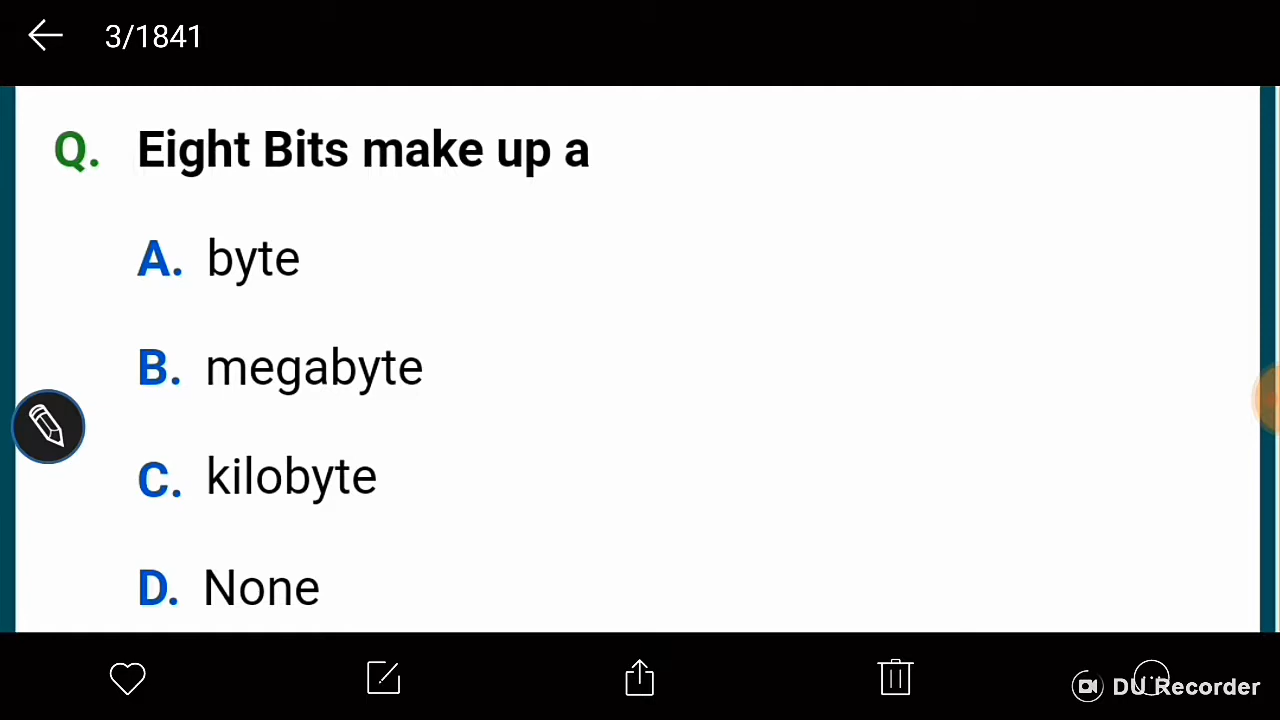 3/1841
Q. Eight Bits make up a
A. byte
B. megabyte
C. kilobyte
D. None
DU Recorder